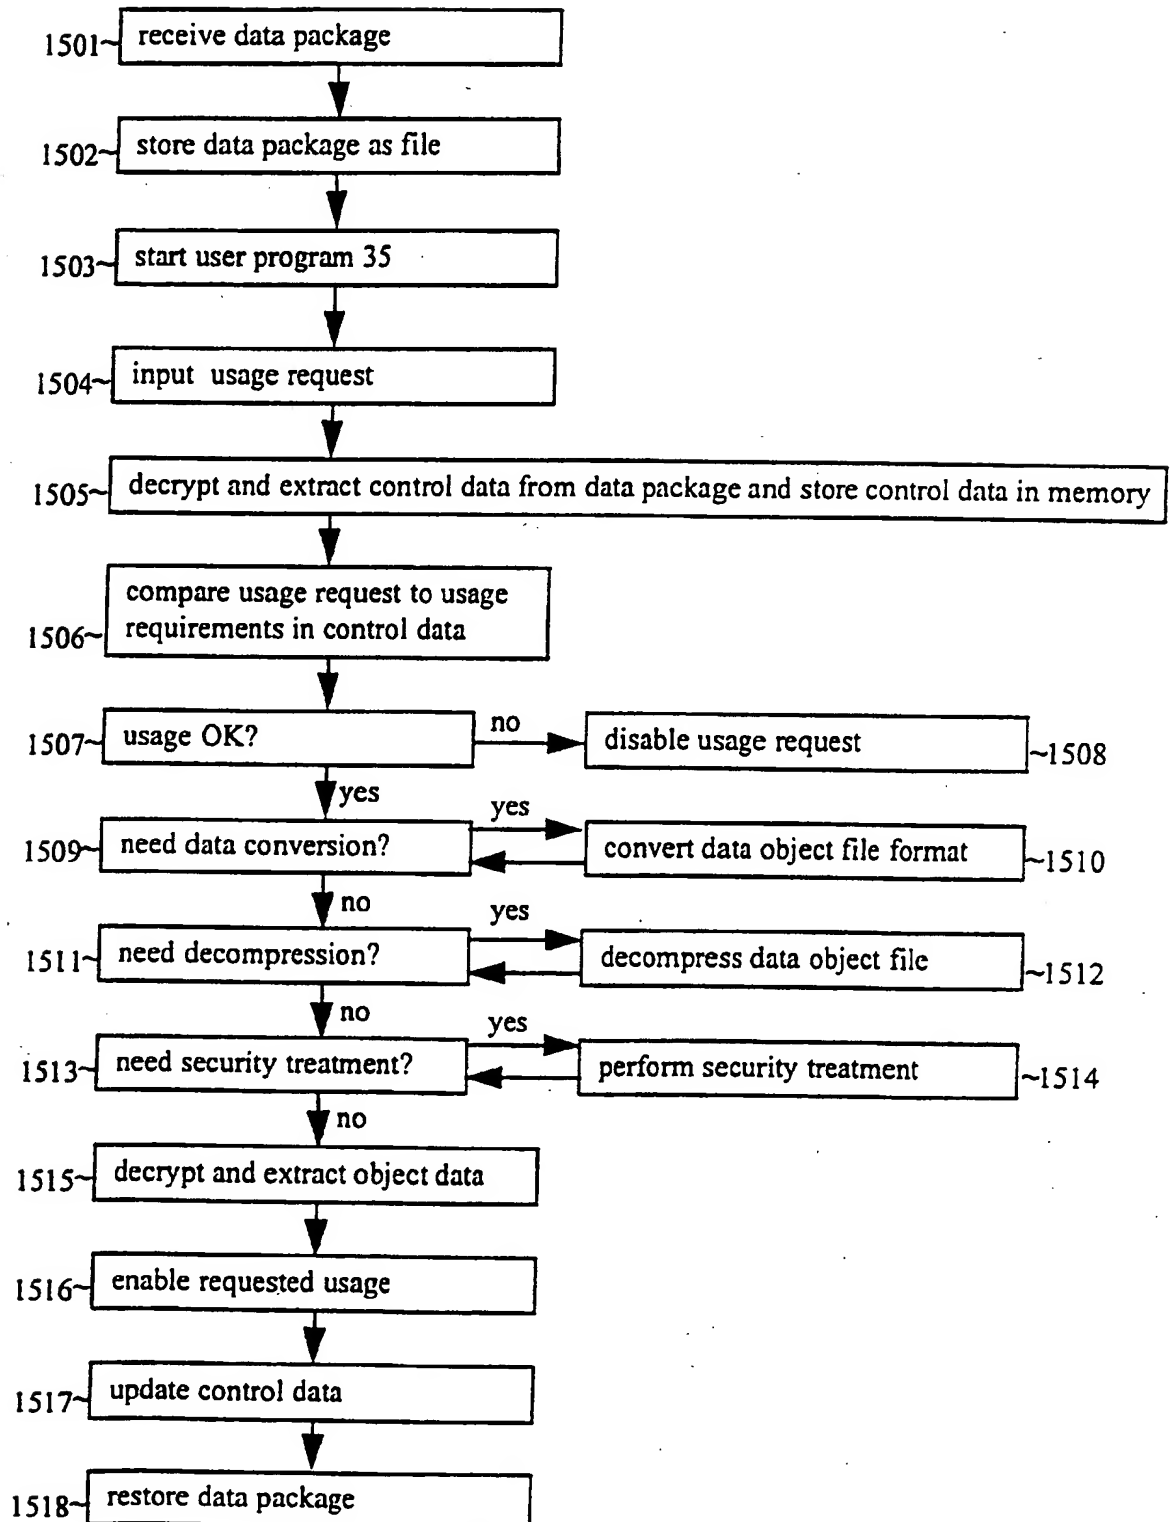 1501~ receive data package
1502~ store data package as file
1503~ start user program 35
1504~ input usage request
1505~ decrypt and extract control data from data package and store control data in memory
compare usage request to usage
1506~ requirements in control data
1507~ usage OK? no disable usage request ~1508
yes
yes
1509~ need data conversion? convert data object file format ~1510
no
yes
1511~ need decompression? decompress data object file ~1512
no
yes
1513~ need security treatment? perform security treatment ~1514
no
1515~ decrypt and extract object data
1516~ enable requested usage
1517~ update control data
1518~ restore data package